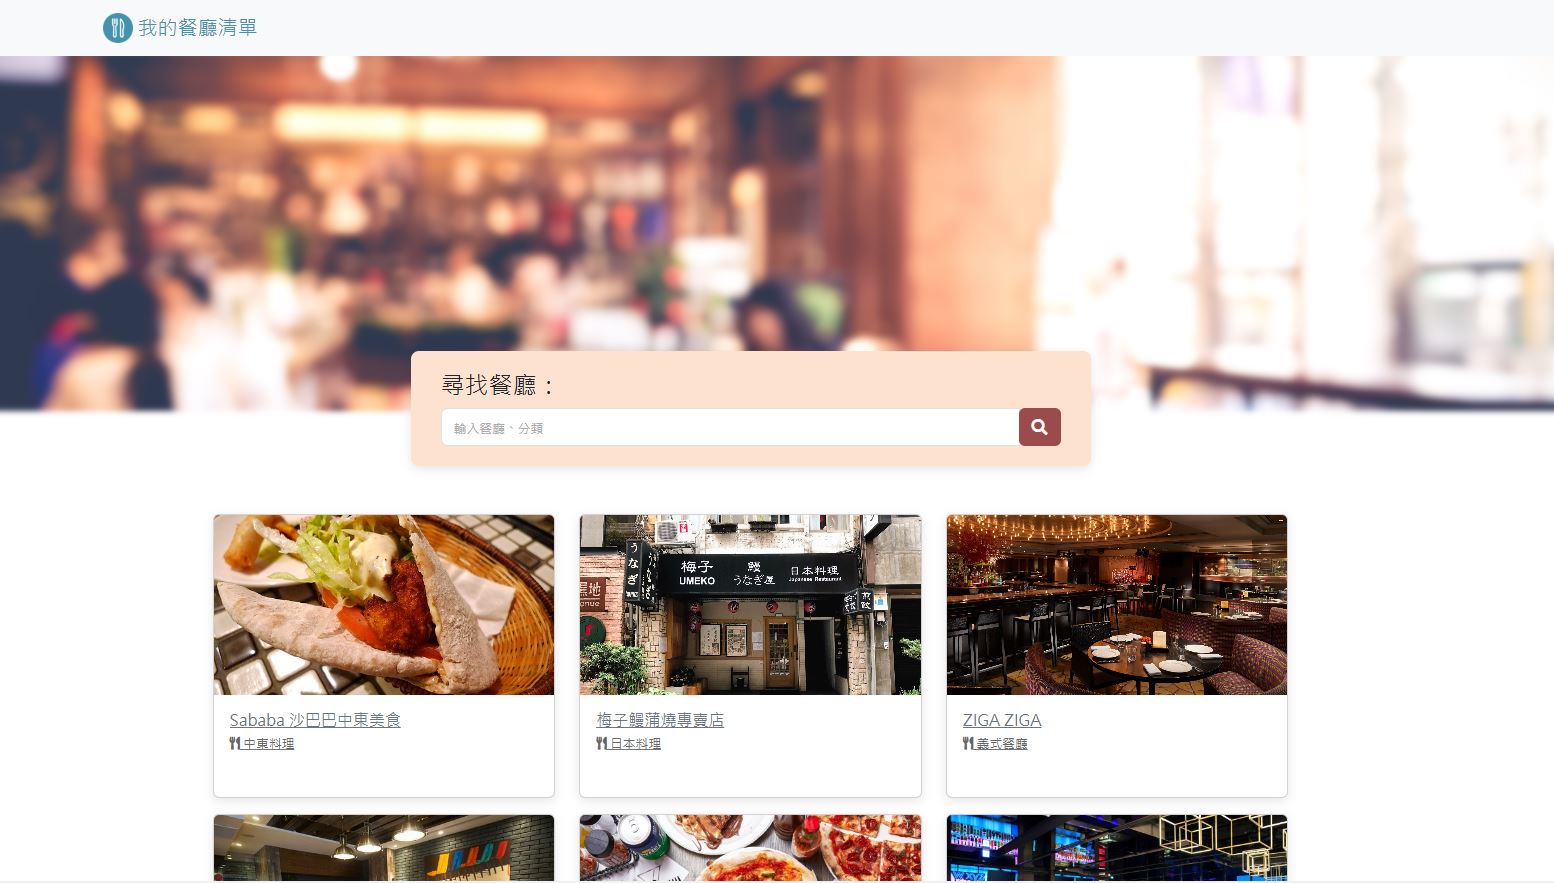 我的餐廳清單
尋找餐廳：
輸入餐廳、分類
うなぎ
梅子
UMEKO
鰻
うなぎ屋
日本料理
Japanese Restaurant
Sababa 沙巴巴中東美食
中東料理
梅子鰻蒲燒專賣店
日本料理
ZIGA ZIGA
義式餐廳